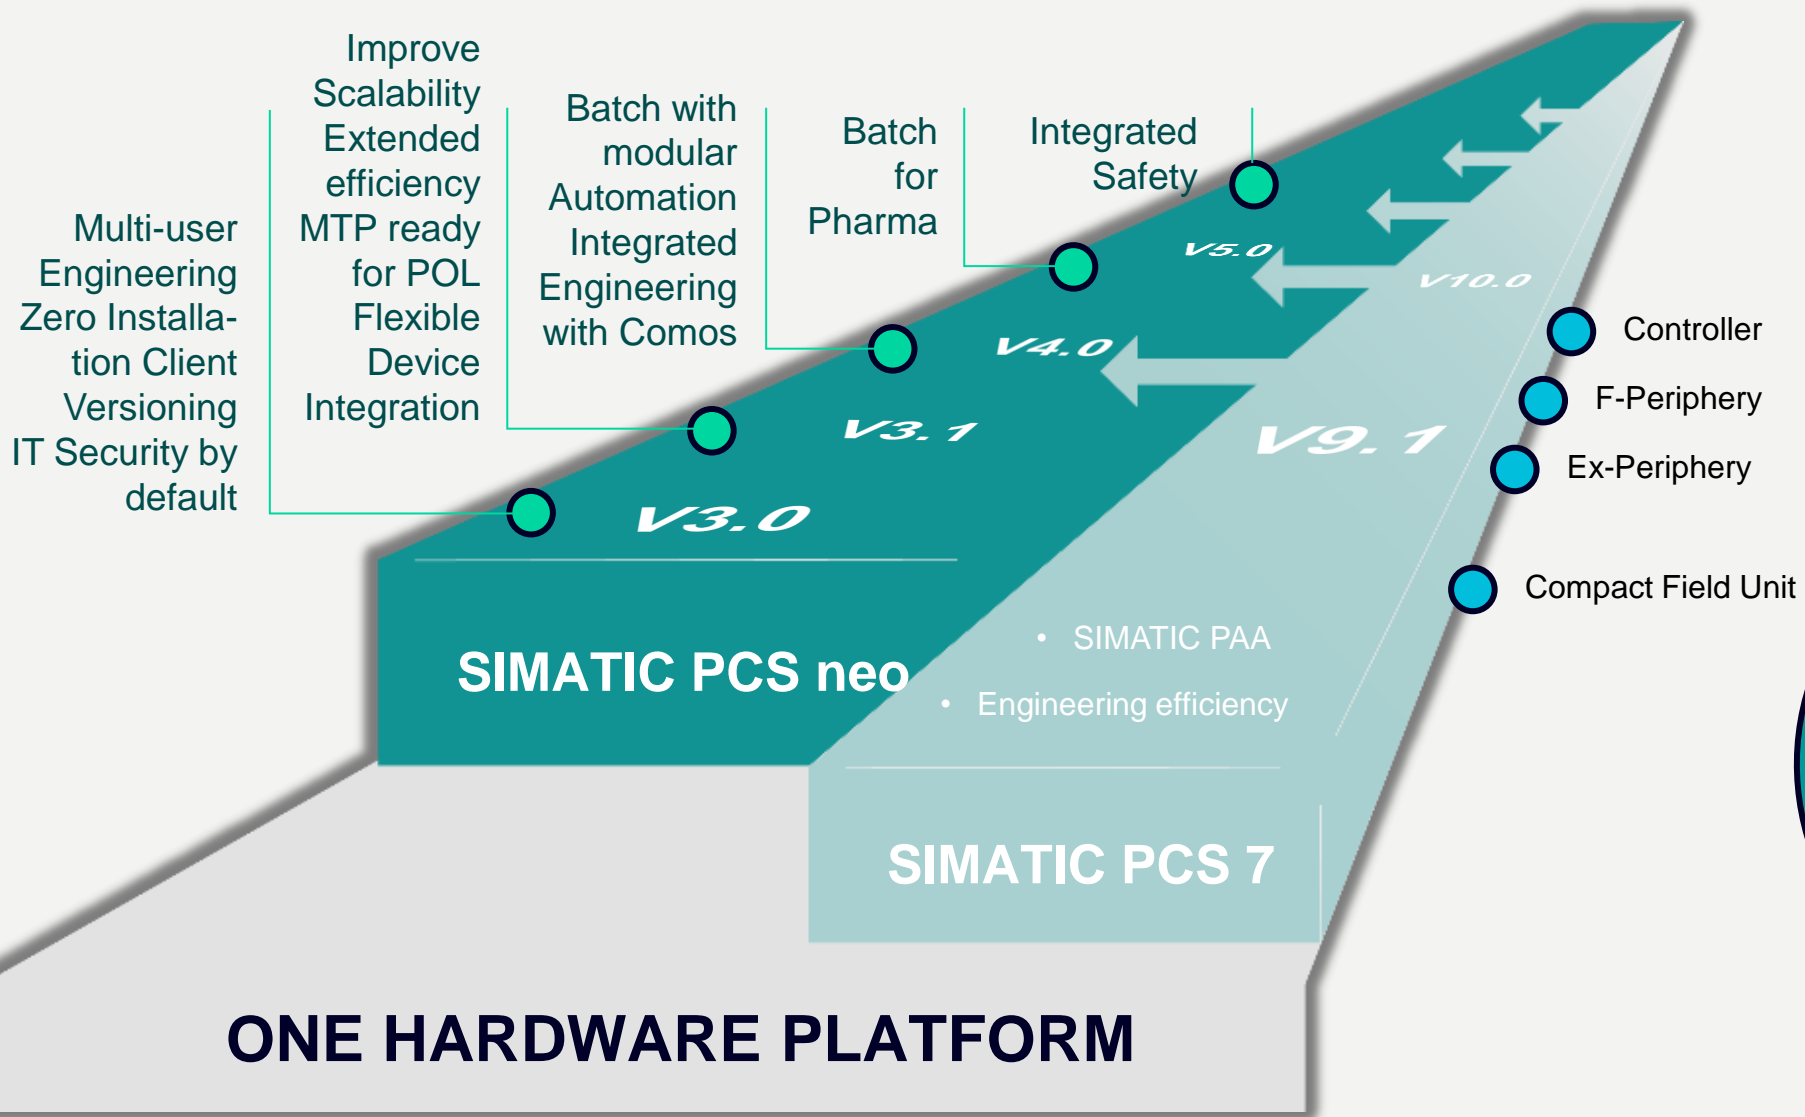 Multi-user
Engineering
Zero Installa-
tion Client
Versioning
IT Security by
default
Improve
Scalability
Extended
efficiency
MTP ready
for POL
Flexible
Device
Integration
Batch with
modular
Automation
Integrated
Engineering
with Comos
Batch
for
Pharma
Integrated
Safety
V5.0
V4.0
V3.1
V3.0
V10.0
V9.1
Controller
F-Periphery
Ex-Periphery
Compact Field Unit
SIMATIC PCS neo
• SIMATIC PAA
• Engineering efficiency
SIMATIC PCS 7
ONE HARDWARE PLATFORM